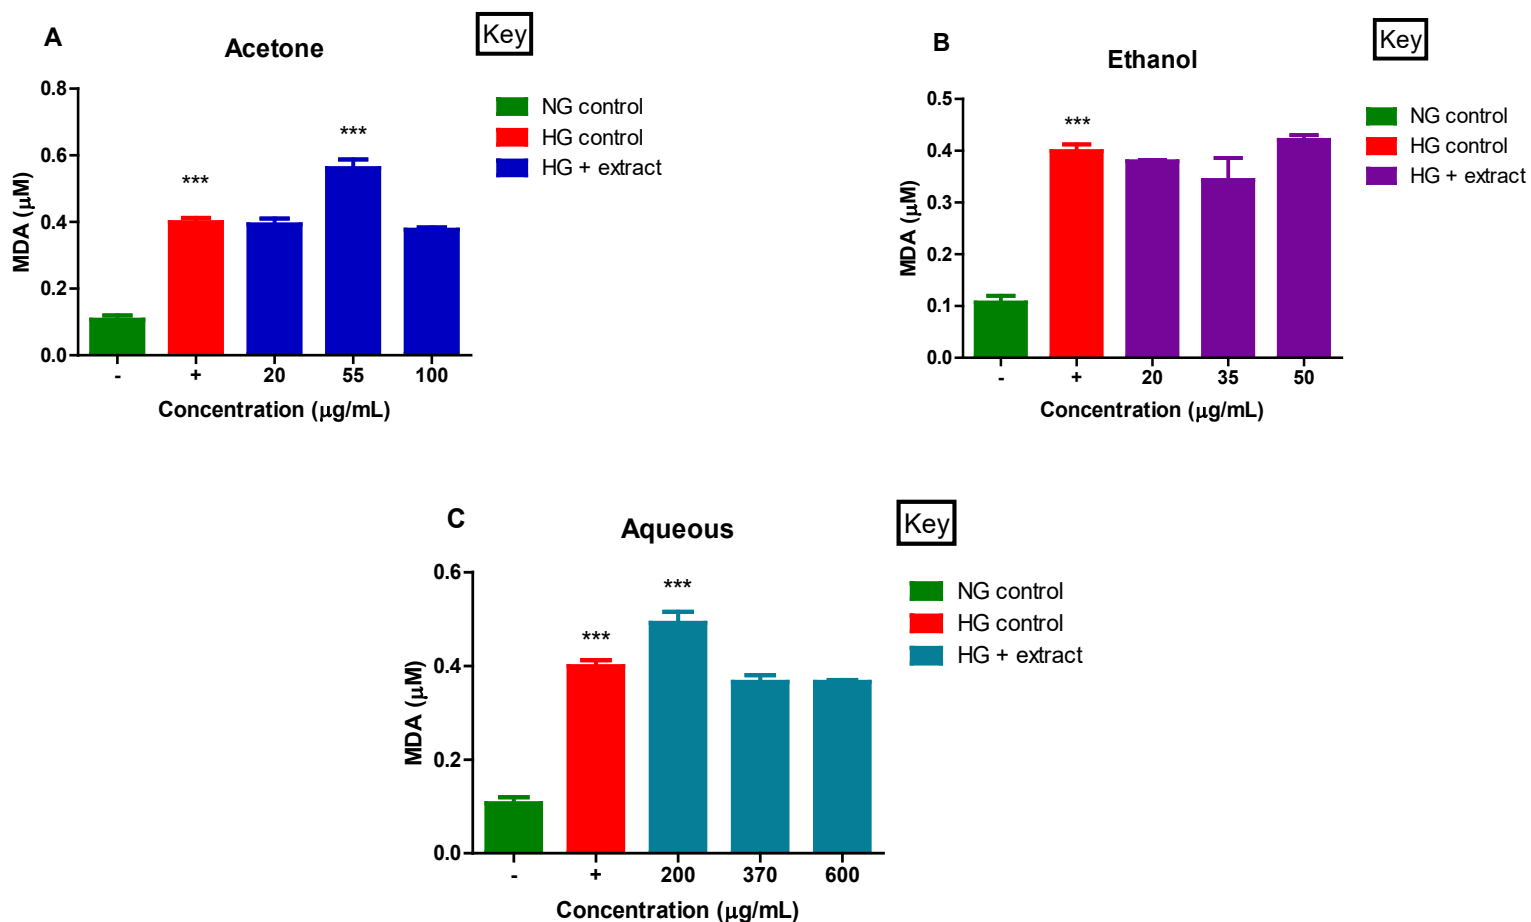 A
Acetone
Key
NG control
HG control
HG + extract
MDA (μM)
0.8
0.6
0.4
0.2
0.0
***
***
- + 20 55 100
Concentration (μg/mL)
B
Ethanol
Key
NG control
HG control
HG + extract
MDA (μM)
0.5
0.4
0.3
0.2
0.1
0.0
***
- + 20 35 50
Concentration (μg/mL)
C
Aqueous
Key
NG control
HG control
HG + extract
MDA (μM)
0.6
0.4
0.2
0.0
***
***
- + 200 370 600
Concentration (μg/mL)